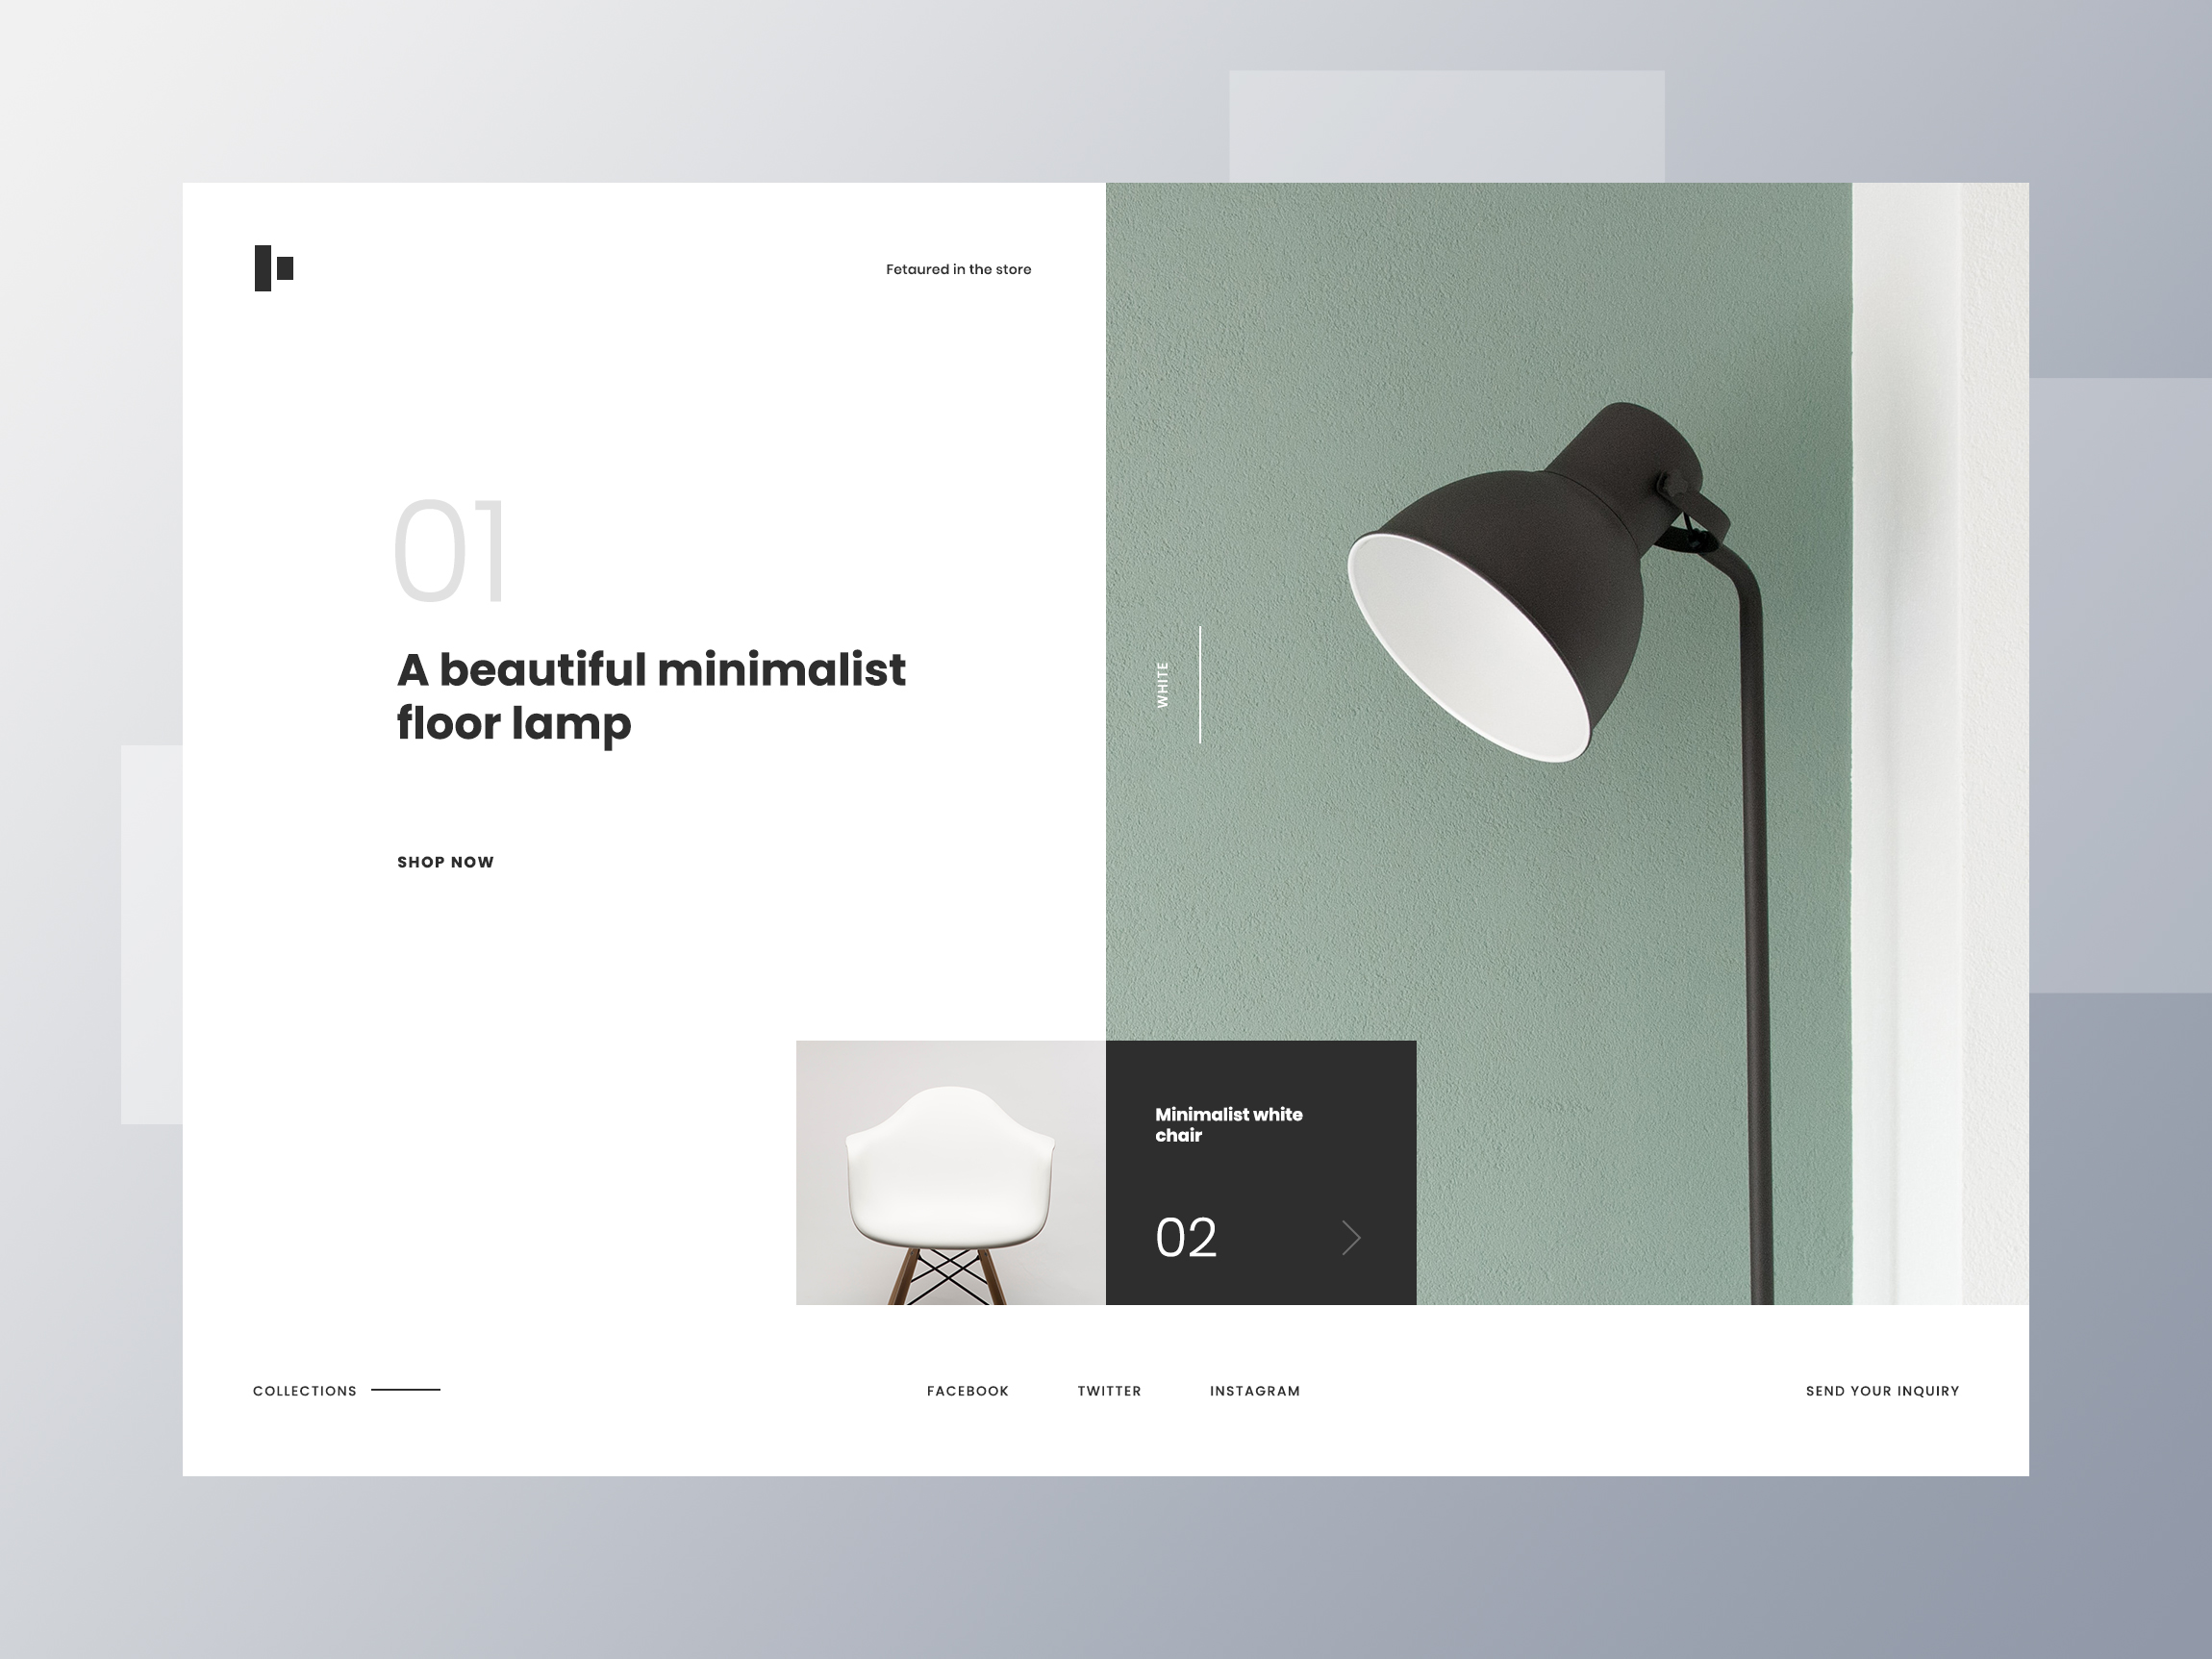 Fetaured in the store
01
A beautiful minimalist
floor lamp
SHOP NOW
WHITE
Minimalist white
chair
02
COLLECTIONS
FACEBOOK
TWITTER
INSTAGRAM
SEND YOUR INQUIRY